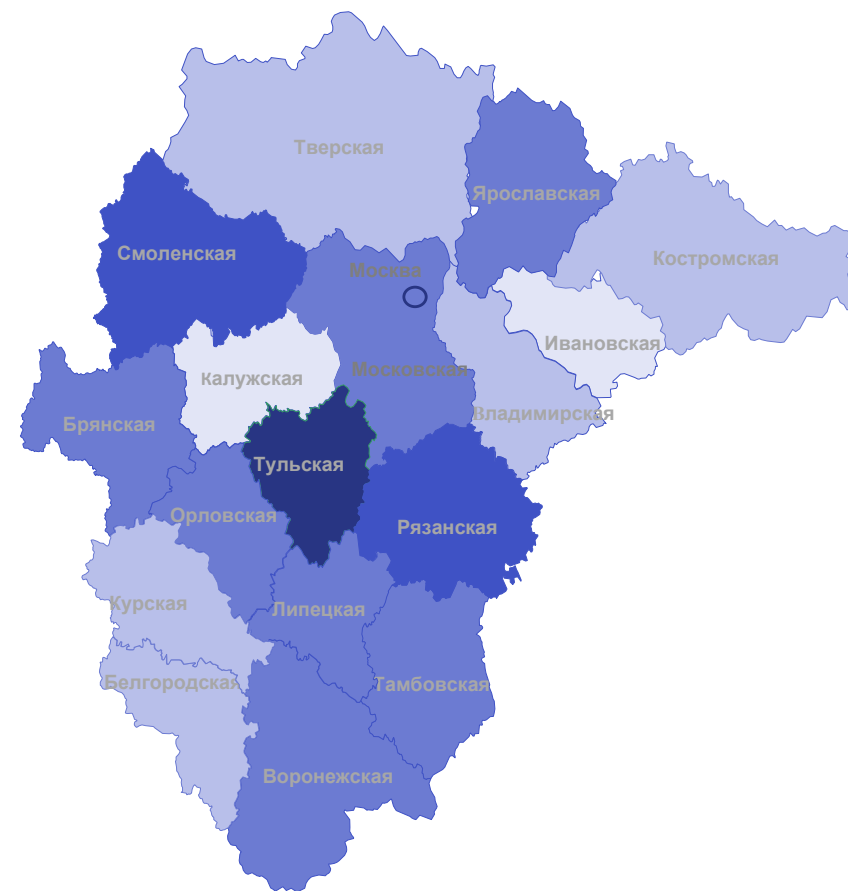 Тверская
Ярославская
Смоленская
Костромская
Москва
Ивановская
Московская
Калужская
Владимирская
Брянская
Тульская
Орловская
Рязанская
Курская
Липецкая
Белгородская
Тамбовская
Воронежская